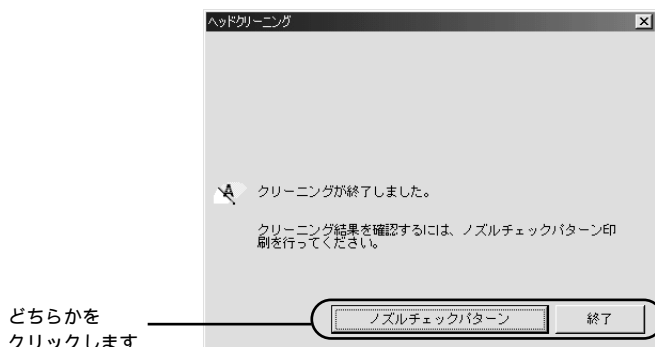 ヘッドクリーニング
クリーニングが終了しました。
クリーニング結果を確認するには、ノズルチェックパターン印
刷を行ってください。
どちらかを
クリックします
ノズルチェックパターン
終了